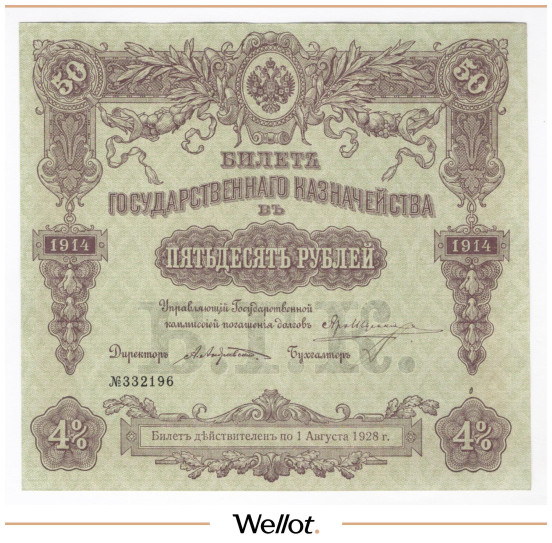 50 50
БИЛЕТЪ
ГОСУДАРСТВЕННАГО КАЗНАЧЕЙСТВА
ВЪ
1914 1914
ПЯТЬДЕСЯТЪ РУБЛЕЙ
Управляющій Государственной
коммиссіей погашенія долговъ
Директоръ Бухгалтеръ
№332196
4% 4%
Билетъ дѣйствителенъ по 1 Августа 1928 г.
Wellot.